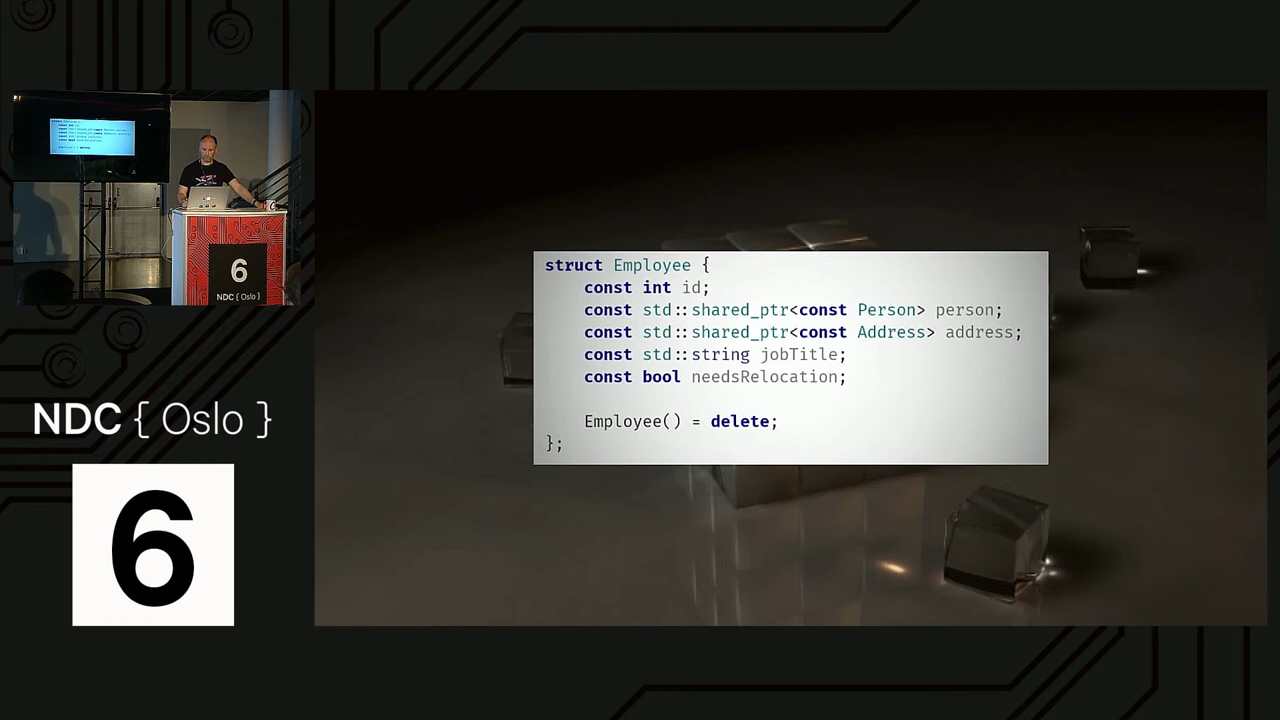 6
NDC { Oslo }
NDC { Oslo }
6
struct Employee {
const int id;
const std::shared_ptr<const Person> person;
const std::shared_ptr<const Address> address;
const std::string jobTitle;
const bool needsRelocation;
Employee() = delete;
};